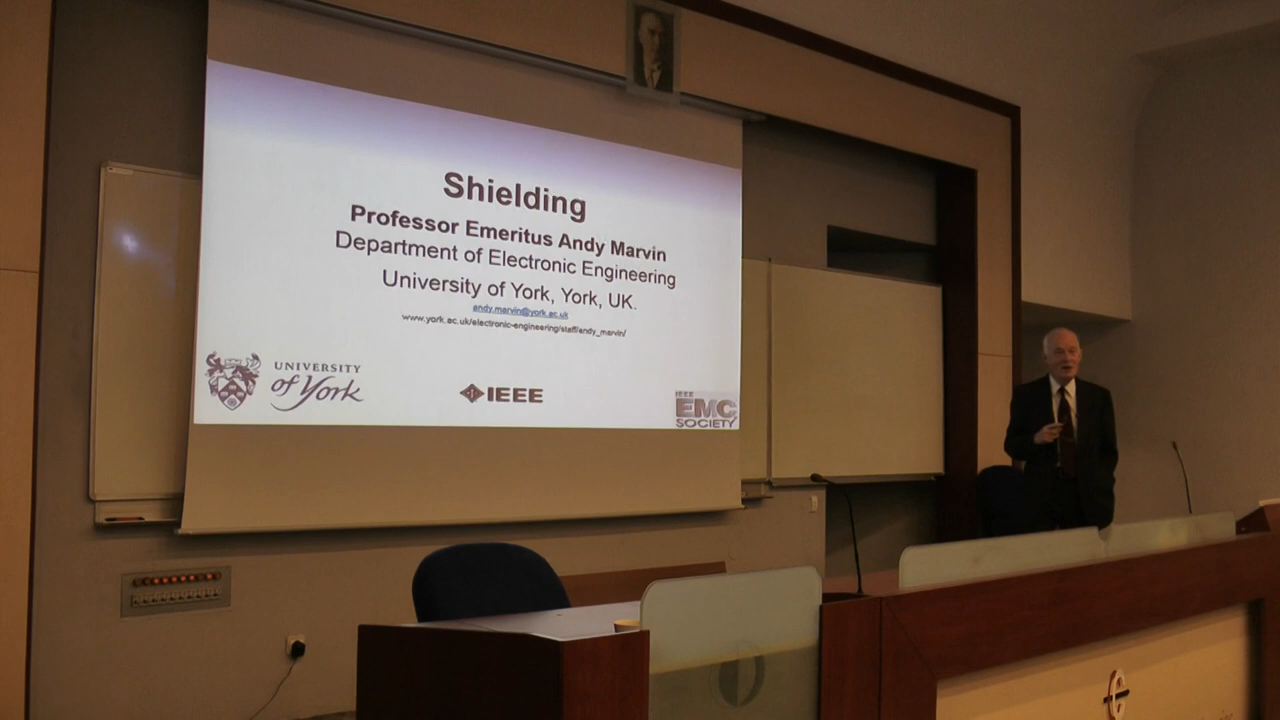 Shielding
Professor Emeritus Andy Marvin
Department of Electronic Engineering
University of York, York, UK.
andy.marvin@york.ac.uk
www.york.ac.uk/electronic-engineering/staff/andy_marvin/
UNIVERSITY
of York
IEEE
IEEE
EMC
SOCIETY